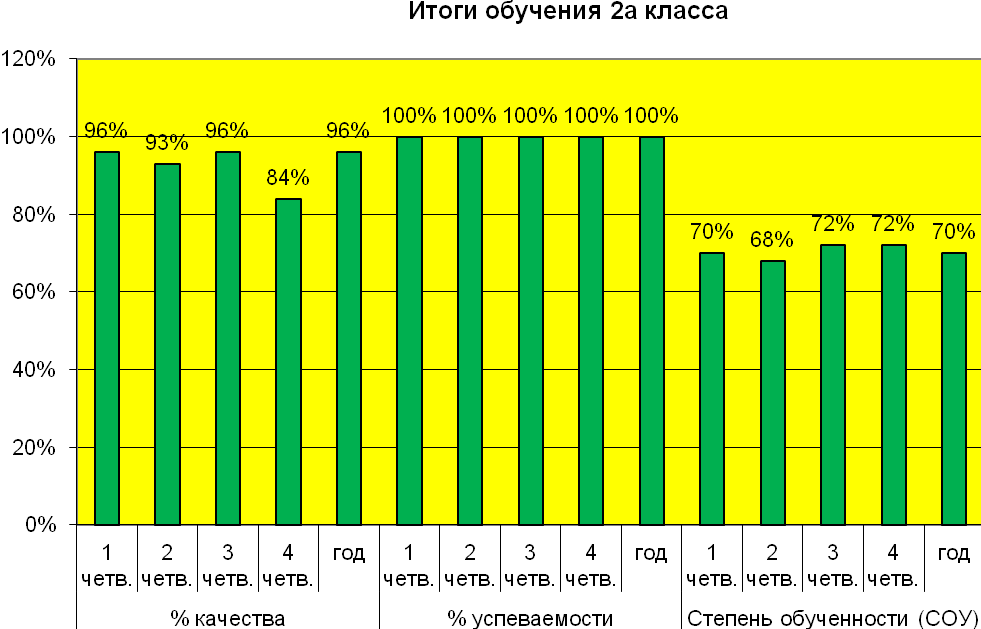 Итоги обучения 2а класса
120%
100%
80%
60%
40%
20%
0%
96%
93%
96%
84%
96%
100%
100%
100%
100%
100%
70%
68%
72%
72%
70%
1 четв.
2 четв.
3 четв.
4 четв.
год
1 четв.
2 четв.
3 четв.
4 четв.
год
1 четв.
2 четв.
3 четв.
4 четв.
год
% качества
% успеваемости
Степень обученности (СОУ)